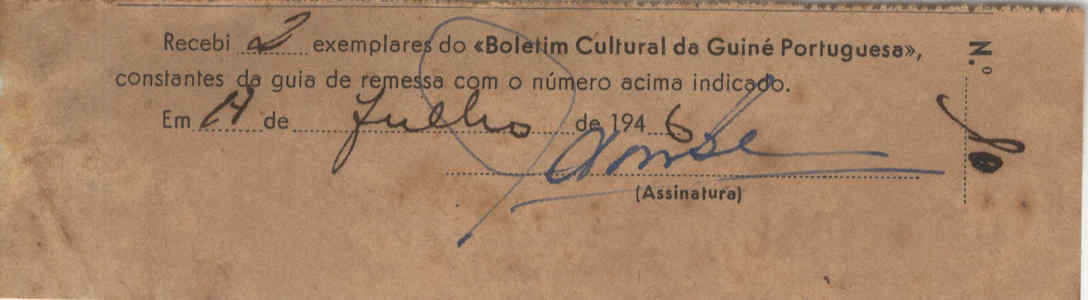 Recebi 2 exemplares do «Boletim Cultural da Guiné Portuguesa»,
constantes da guia de remessa com o número acima indicado.
Em de Julho de 1946
(Assinatura)
N.º